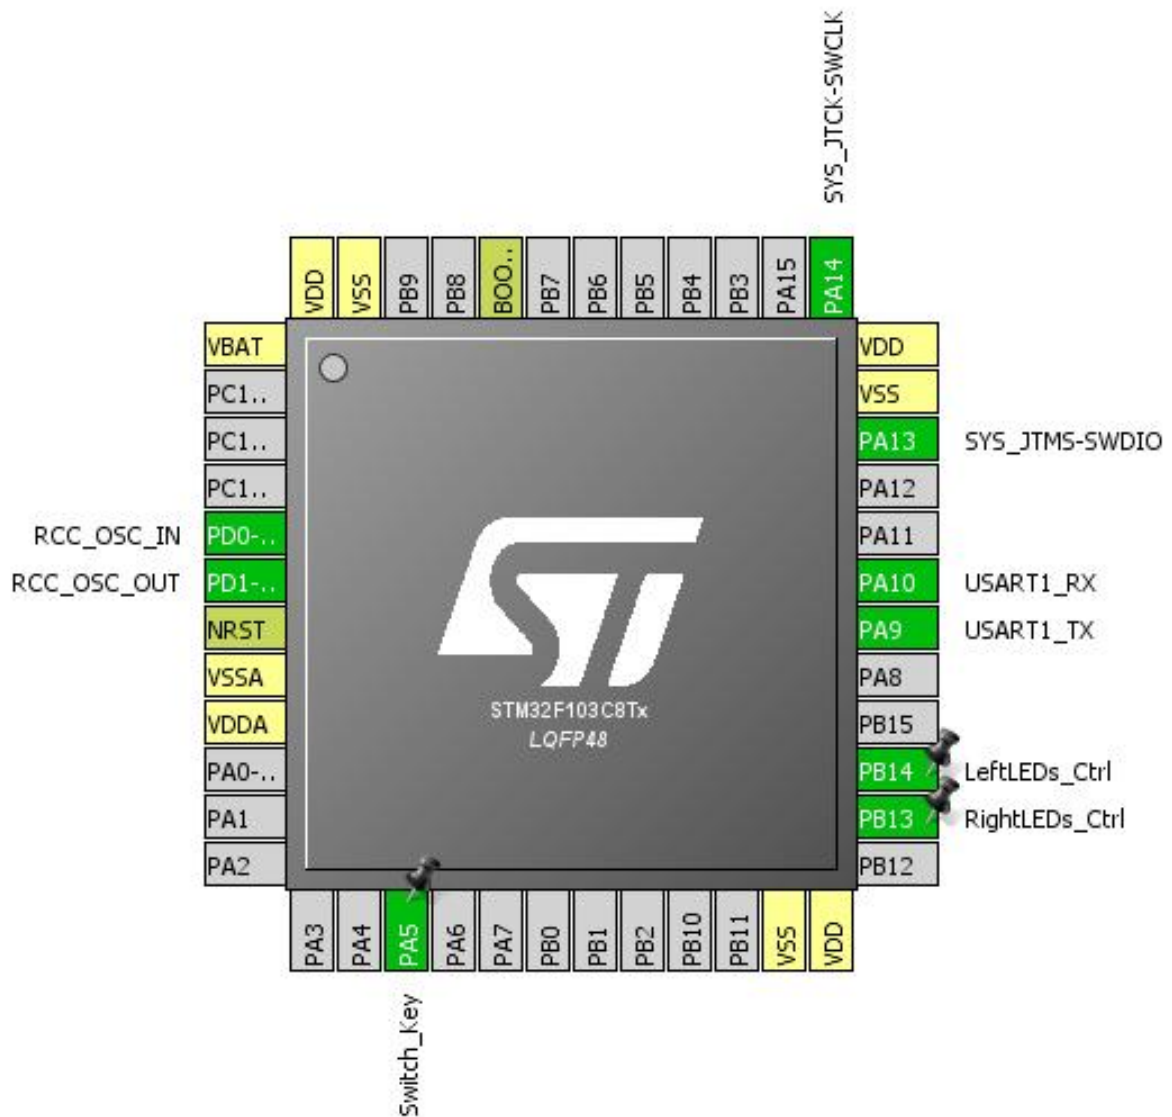 SYS_JTCK-SWCLK
VDD
VSS
PB9
PB8
BOO..
PB7
PB6
PB5
PB4
PB3
PA15
PA14
VBAT
PC1..
PC1..
PC1..
RCC_OSC_IN PD0-..
RCC_OSC_OUT PD1-..
NRST
VSSA
VDDA
PA0-..
PA1
PA2
ST
STM32F103C8Tx
LQFP48
VDD
VSS
PA13 SYS_JTMS-SWDIO
PA12
PA11
PA10 USART1_RX
PA9 USART1_TX
PA8
PB15
PB14 LeftLEDs_Ctrl
PB13 RightLEDs_Ctrl
PB12
PA3
PA4
PA5
PA6
PA7
PB0
PB1
PB2
PB10
PB11
VSS
VDD
Switch_Key